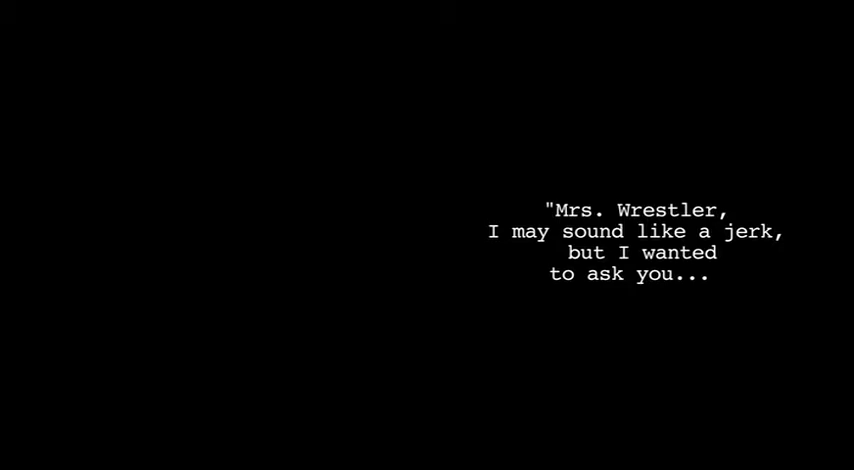 "Mrs. Wrestler,
I may sound like a jerk,
but I wanted
to ask you...